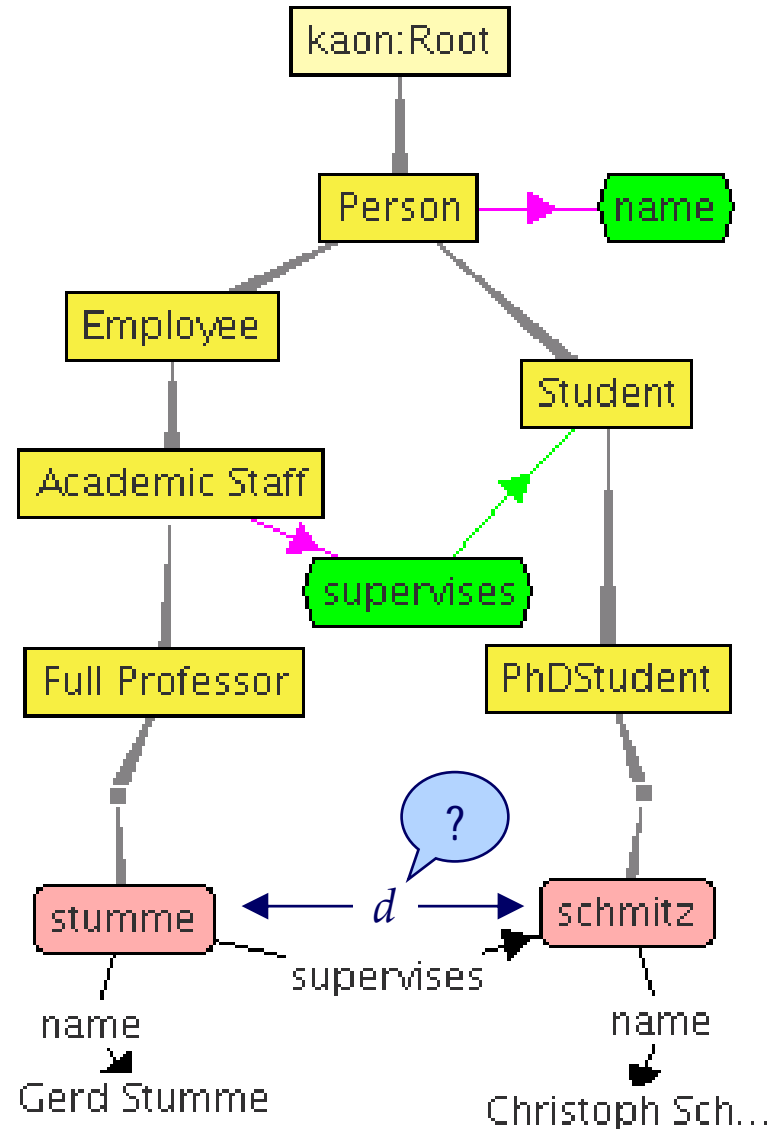 kaon:Root
Person
name
Employee
Student
Academic Staff
supervises
Full Professor
PhDStudent
?
stumme
d
schmitz
supervises
name
name
Gerd Stumme
Christoph Sch...